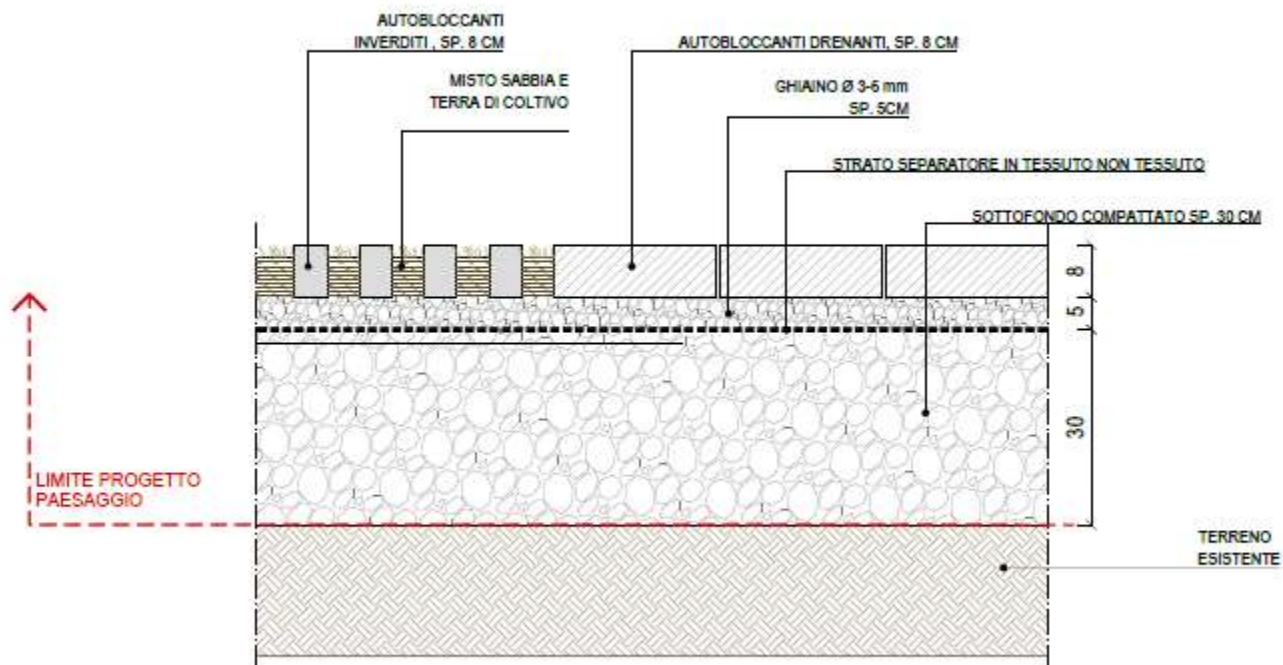 AUTOBLOCCANTI
INVERDITI , SP. 8 CM
AUTOBLOCCANTI DRENANTI, SP. 8 CM
MISTO SABBIA E
TERRA DI COLTIVO
GHIAINO Ø 3-6 mm
SP. 5CM
STRATO SEPARATORE IN TESSUTO NON TESSUTO
SOTTOFONDO COMPATTATO SP. 30 CM
8
5
30
LIMITE PROGETTO
PAESAGGIO
TERRENO
ESISTENTE